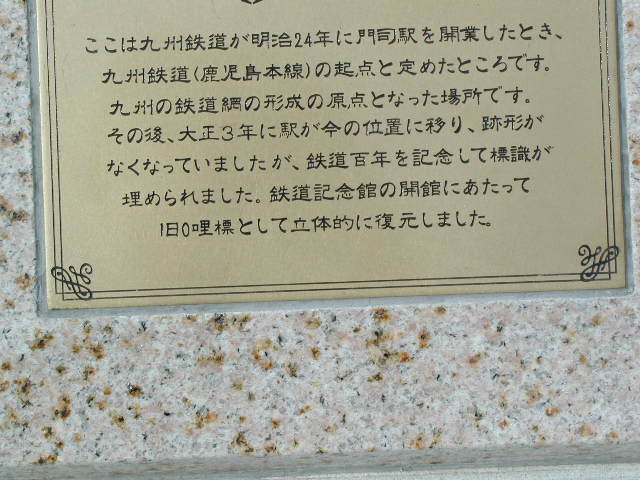 ここは九州鉄道が明治24年に門司駅を開業したとき、
九州鉄道(鹿児島本線)の起点と定めたところです。
九州の鉄道網の形成の原点となった場所です。
その後、大正3年に駅が今の位置に移り、跡形が
なくなっていましたが、鉄道百年を記念して標識が
埋められました。鉄道記念館の開館にあたって
旧0哩標として立体的に復元しました。